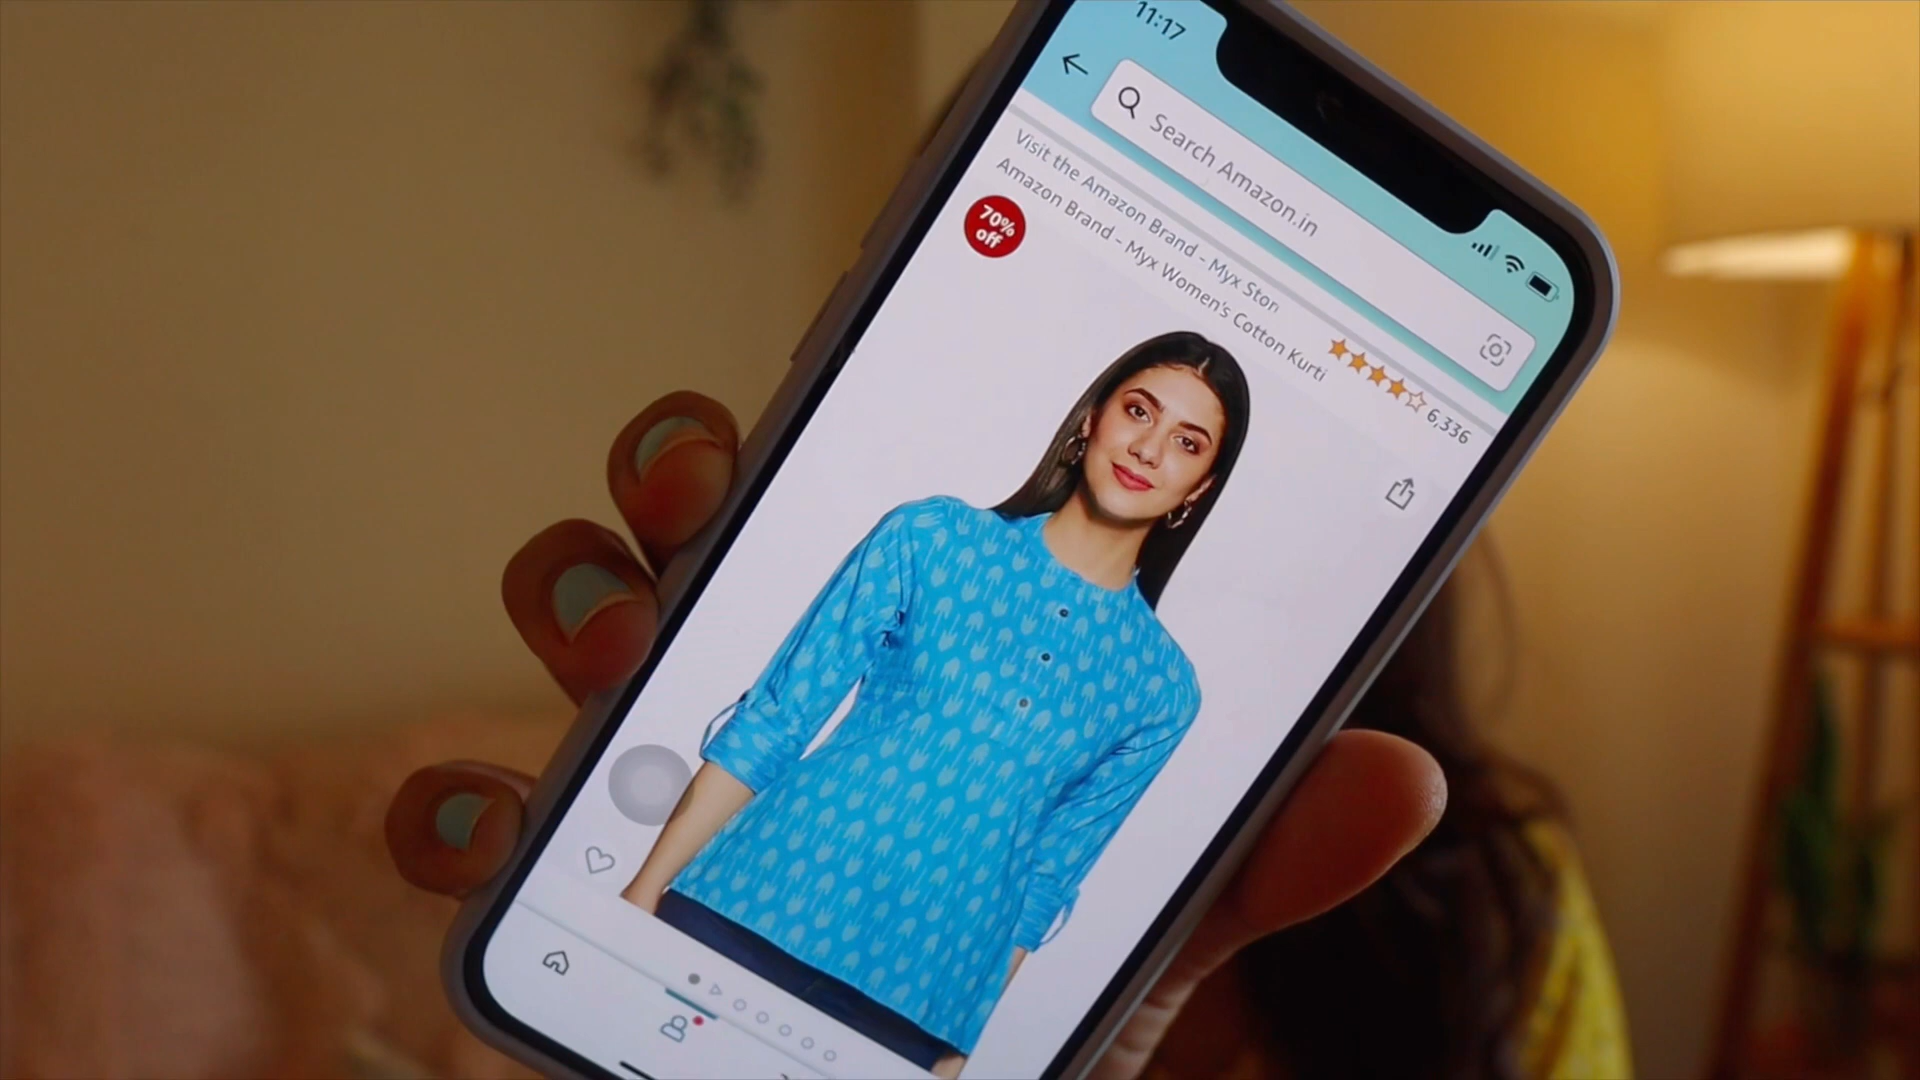 11:17
Search Amazon.in
Visit the Amazon Brand - Myx Stor
Amazon Brand - Myx Women's Cotton Kurti
6,336
70%
off